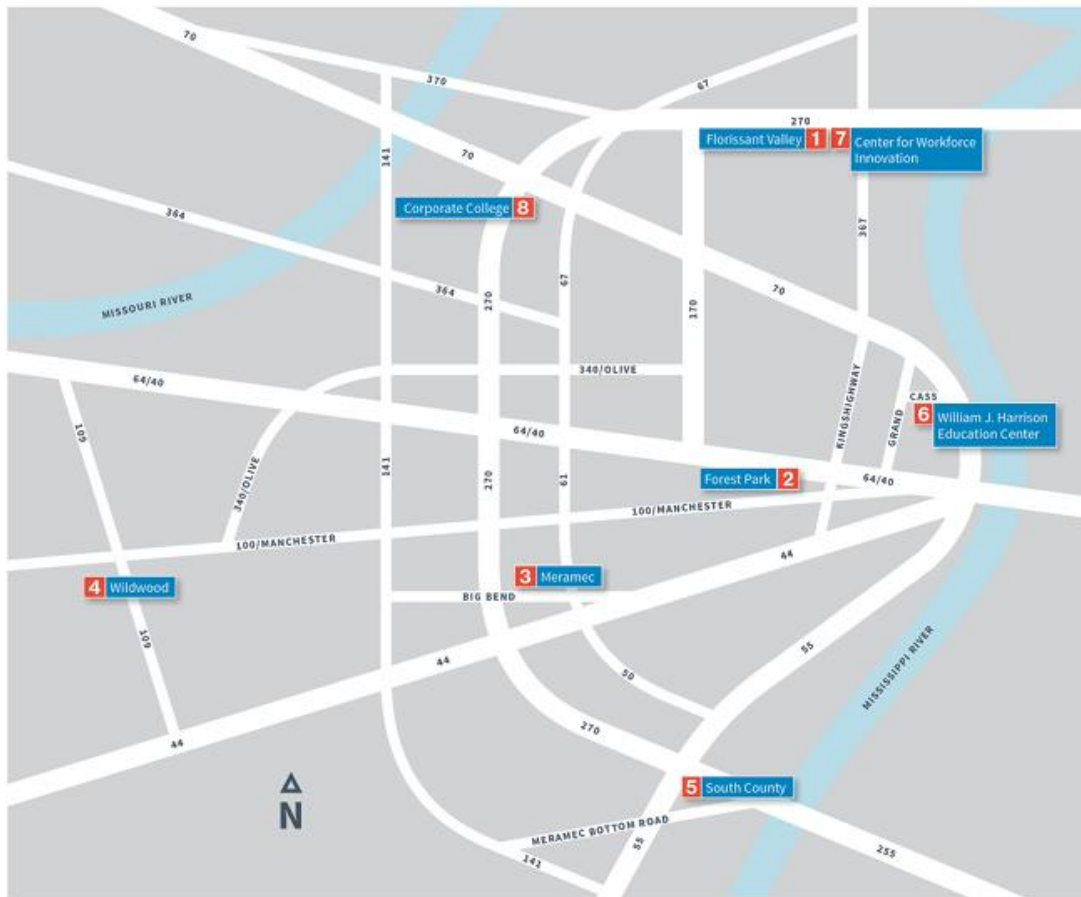 70
370
67
270
Florissant Valley 1
7 Center for Workforce
Innovation
141
70
364
Corporate College 8
367
364
67
270
170
70
MISSOURI RIVER
64/40
340/OLIVE
KINGSHIGHWAY
CASS
6 William J. Harrison
Education Center
GRAND
109
64/40
141
270
61
340/OLIVE
Forest Park 2
64/40
100/MANCHESTER
100/MANCHESTER
44
4 Wildwood
3 Meramec
BIG BEND
109
44
50
55
MISSISSIPPI RIVER
44
270
5 South County
N
MERAMEC BOTTOM ROAD
55
141
255